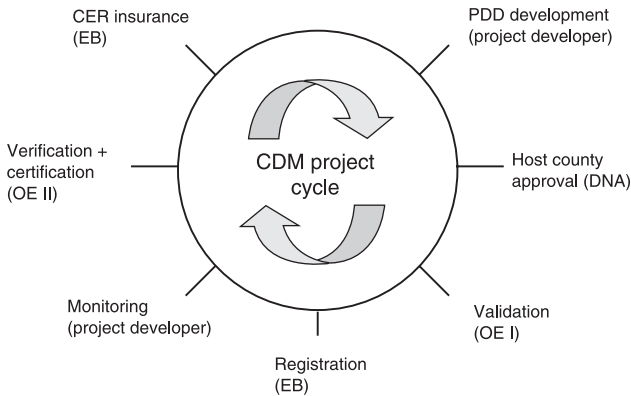 CER insurance
(EB)
PDD development
(project developer)
Verification +
certification
(OE II)
CDM project
cycle
Host county
approval (DNA)
Monitoring
(project developer)
Validation
(OE I)
Registration
(EB)